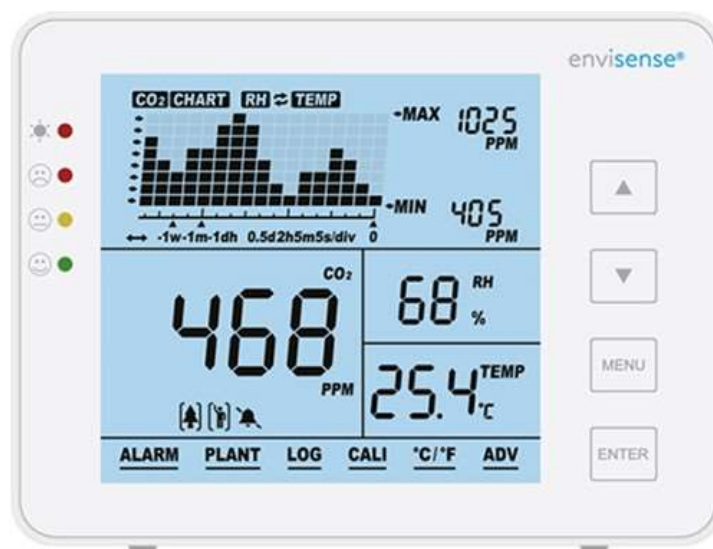 envisense®
CO₂ CHART RH ⇄ TEMP
MAX 1025
PPM
MIN 405
PPM
↔ -1w-1m-1dh 0.5d2h5m5s/div 0
CO₂
468
PPM
68 RH
%
25.4 TEMP
°C
ALARM PLANT LOG CALI °C/°F ADV
MENU
ENTER